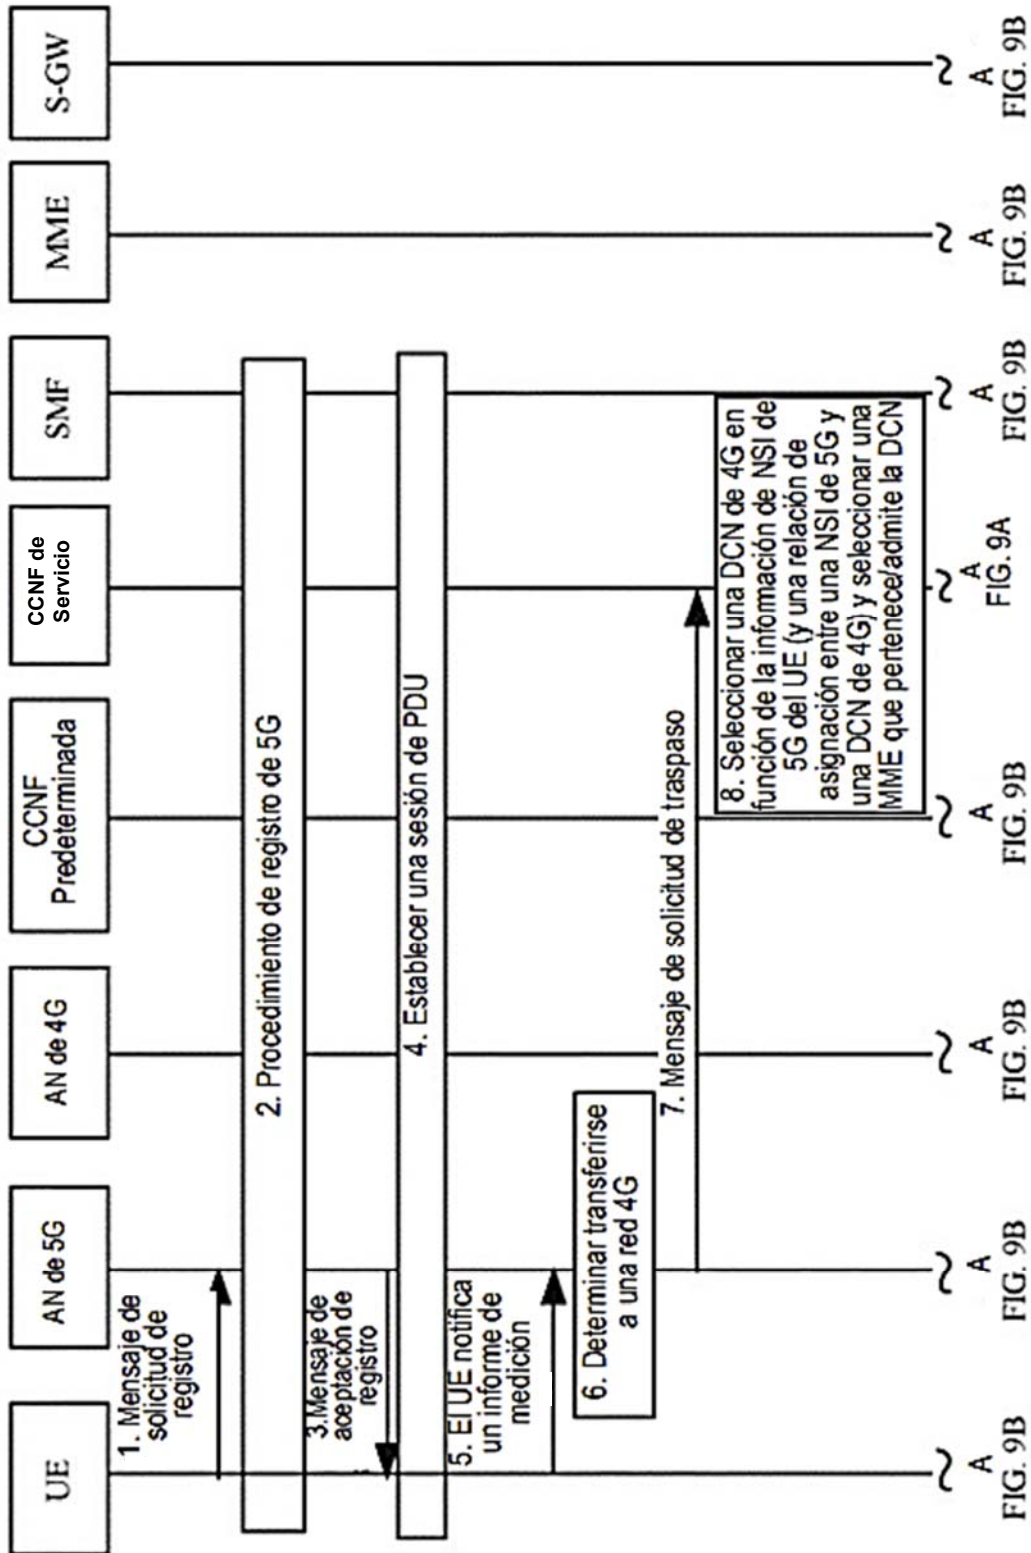 UE
AN de 5G
AN de 4G
CCNF
Predeterminada
CCNF de
Servicio
SMF
MME
S-GW
1. Mensaje de
solicitud de
registro
2. Procedimiento de registro de 5G
3.Mensaje de
aceptación de
registro
4. Establecer una sesión de PDU
5. El UE notifica
un informe de
medición
6. Determinar transferirse
a una red 4G
7. Mensaje de solicitud de traspaso
8. Seleccionar una DCN de 4G en
función de la información de NSI de
5G del UE (y una relación de
asignación entre una NSI de 5G y
una DCN de 4G) y seleccionar una
MME que pertenece/admite la DCN
A
FIG. 9B
A
FIG. 9B
A
FIG. 9B
A
FIG. 9B
A
FIG. 9A
A
FIG. 9B
A
FIG. 9B
A
FIG. 9B